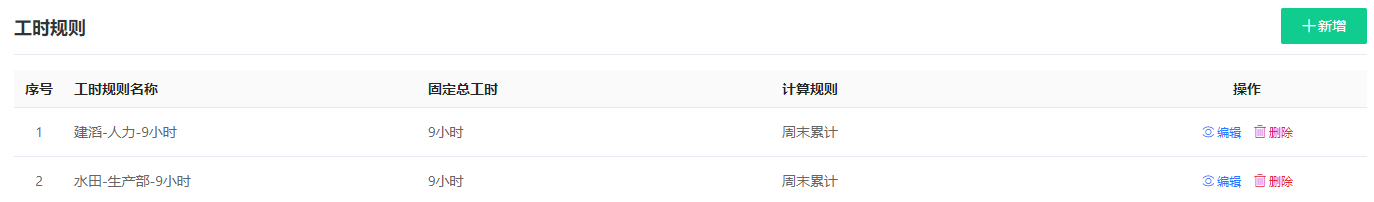 工时规则
新增
序号 工时规则名称 固定总工时 计算规则 操作
1 建滔-人力-9小时 9小时 周末累计 编辑 删除
2 水田-生产部-9小时 9小时 周末累计 编辑 删除